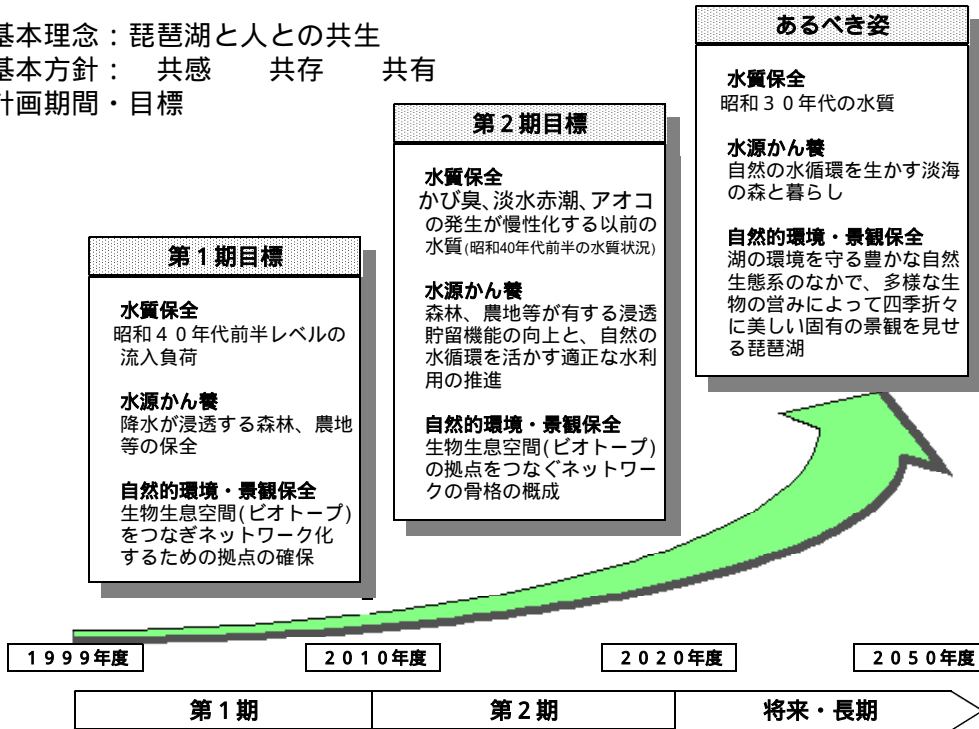 基本理念：琵琶湖と人との共生
基本方針：　共感　　共存　　共有
計画期間・目標
あるべき姿
水質保全
昭和３０年代の水質
水源かん養
自然の水循環を生かす淡海
の森と暮らし
自然的環境・景観保全
湖の環境を守る豊かな自然
生態系のなかで、多様な生
物の営みによって四季折々
に美しい固有の景観を見せ
る琵琶湖
第２期目標
水質保全
かび臭、淡水赤潮、アオコ
の発生が慢性化する以前の
水質(昭和40年代前半の水質状況)
水源かん養
森林、農地等が有する浸透
貯留機能の向上と、自然の
水循環を活かす適正な水利
用の推進
自然的環境・景観保全
生物生息空間(ビオトープ)
の拠点をつなぐネットワー
クの骨格の概成
第１期目標
水質保全
昭和４０年代前半レベルの
流入負荷
水源かん養
降水が浸透する森林、農地
等の保全
自然的環境・景観保全
生物生息空間(ビオトープ)
をつなぎネットワーク化
するための拠点の確保
１９９９年度
２０１０年度
２０２０年度
２０５０年度
第１期
第２期
将来・長期